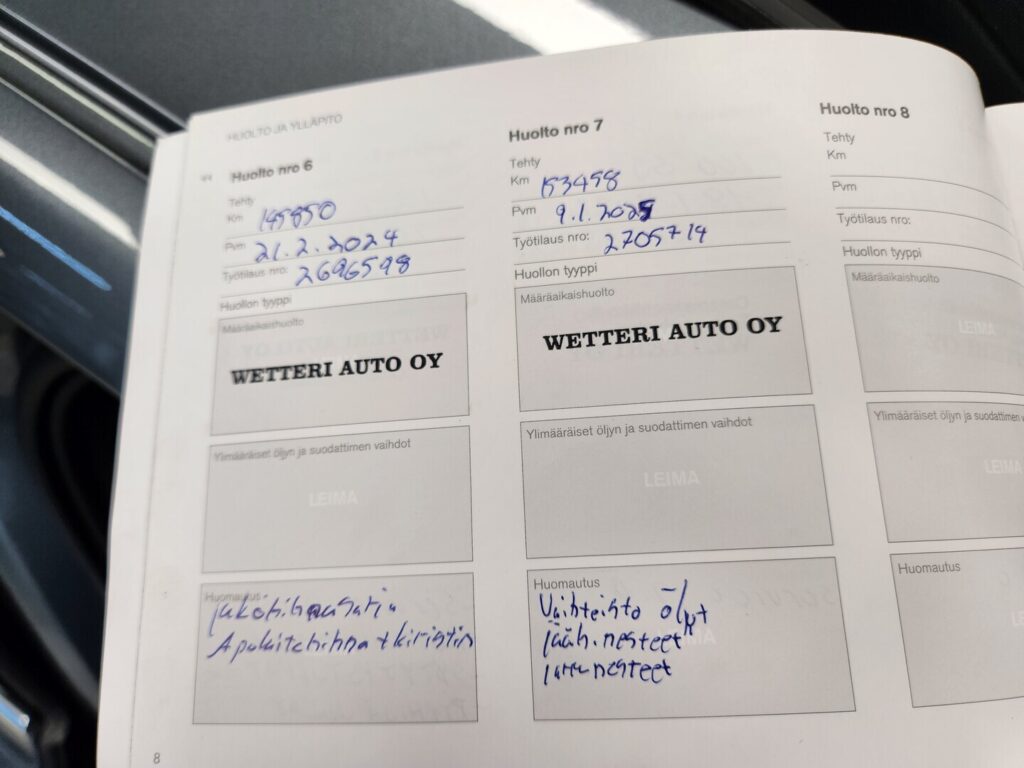 HUOLTO JA YLLÄPITO
Huolto nro 6
Tehty
Km 145850
Pvm 21.2.2024
Työtilaus nro: 2696598
Huollon tyyppi
Määräaikaishuolto
WETTERI AUTO OY
Ylimääräiset öljyn ja suodattimen vaihdot
LEIMA
Huomautus
jakohihnasatja
Apulaitehihna + kiristin
8
Huolto nro 7
Tehty
Km 153498
Pvm 9.1.2025
Työtilaus nro: 2705714
Huollon tyyppi
WETTERI AUTO OY
Ylimääräiset öljyn ja suodattimen vaihdot
LEIMA
Huomautus
Vaihteisto öljyt
jääh.nesteet
jarrunesteet
Huolto nro 8
Tehty
Km
Pvm
Työtilaus nro:
Huollon tyyppi
Määräaikaishuolto
LEIMA
Ylimääräiset öljyn ja suodattimen
LEIMA
Huomautus